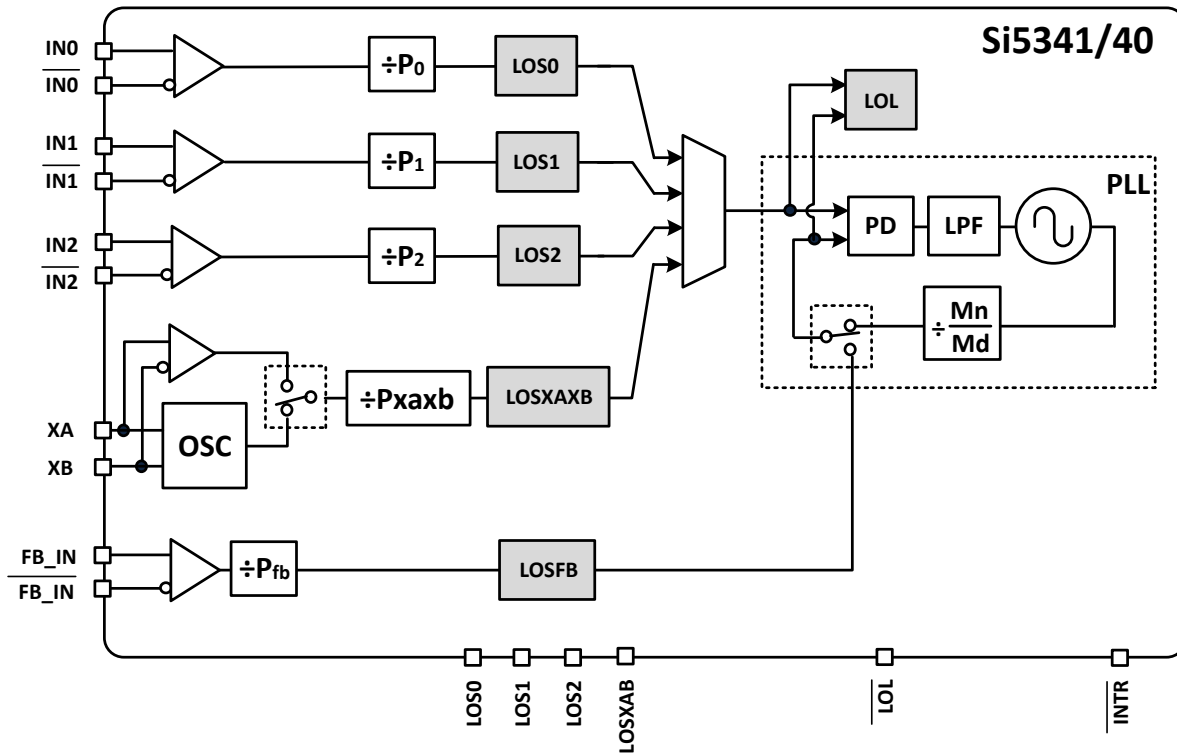 Si5341/40
IN0
IN0
÷P0
LOS0
LOL
IN1
IN1
÷P1
LOS1
PLL
PD
LPF
IN2
IN2
÷P2
LOS2
÷
Mn
Md
÷Pxaxb
LOSXAXB
XA
OSC
XB
FB_IN
FB_IN
÷Pfb
LOSFB
LOS0
LOS1
LOS2
LOSXAB
LOL
INTR